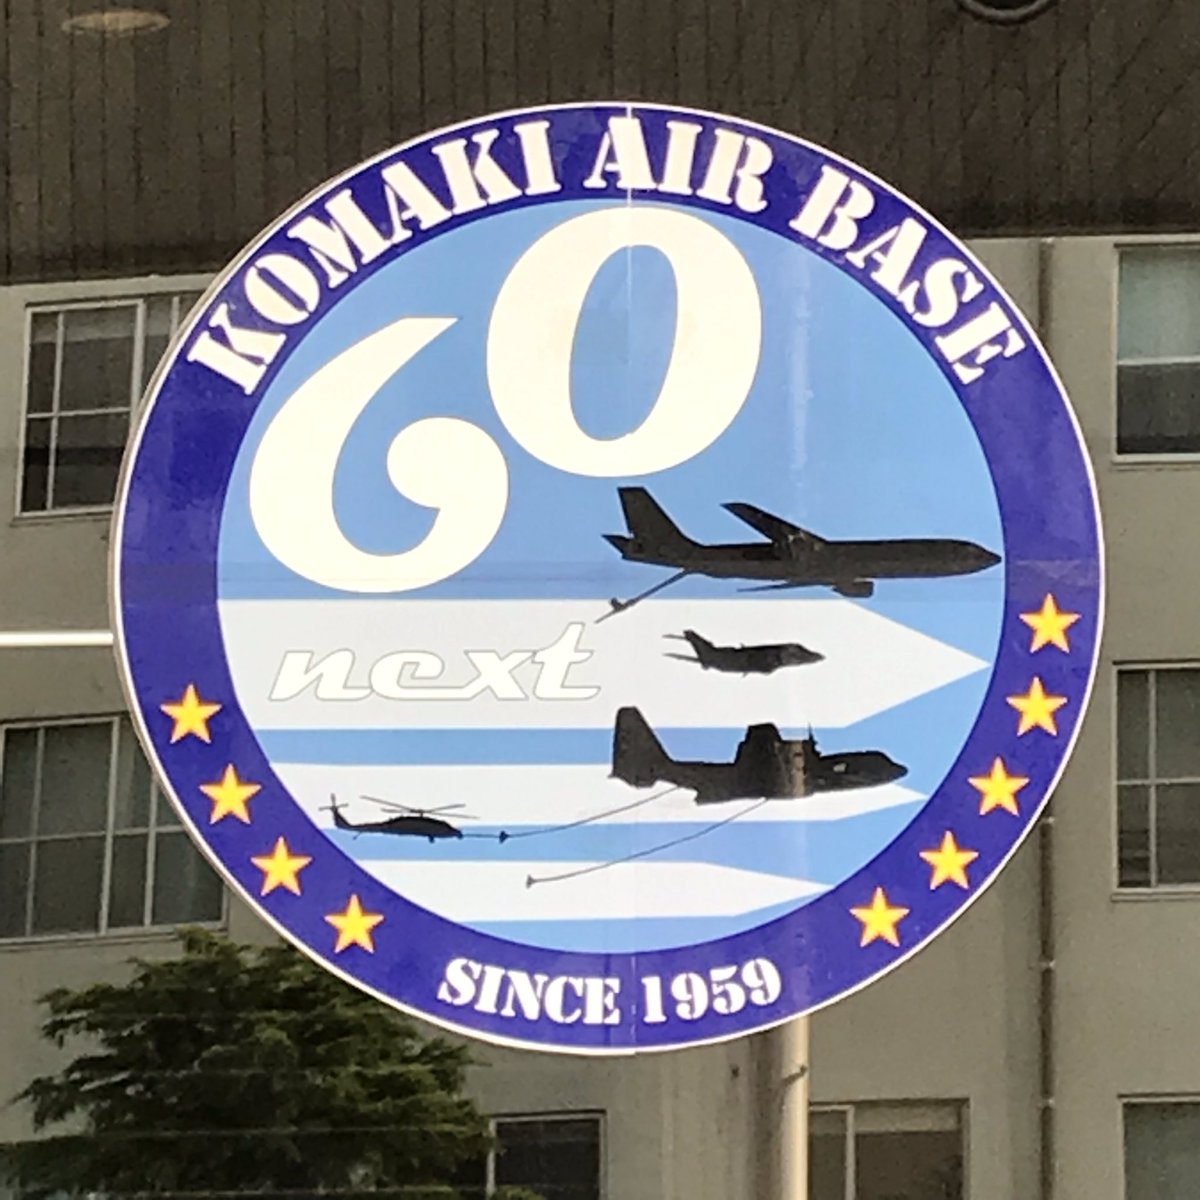 KOMAKI AIR BASE
60
next
SINCE 1959